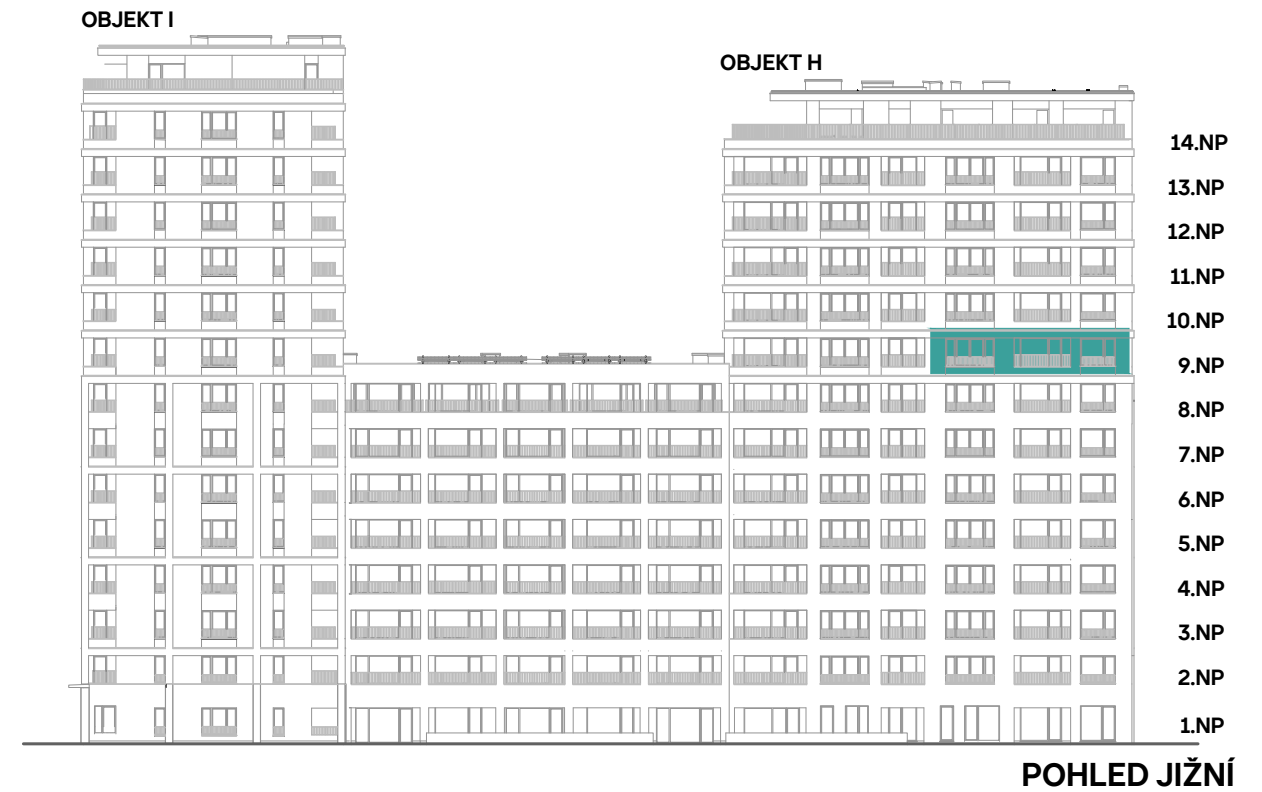 OBJEKT I
OBJEKT H
14.NP
13.NP
12.NP
11.NP
10.NP
9.NP
8.NP
7.NP
6.NP
5.NP
4.NP
3.NP
2.NP
1.NP
POHLED JIŽNÍ